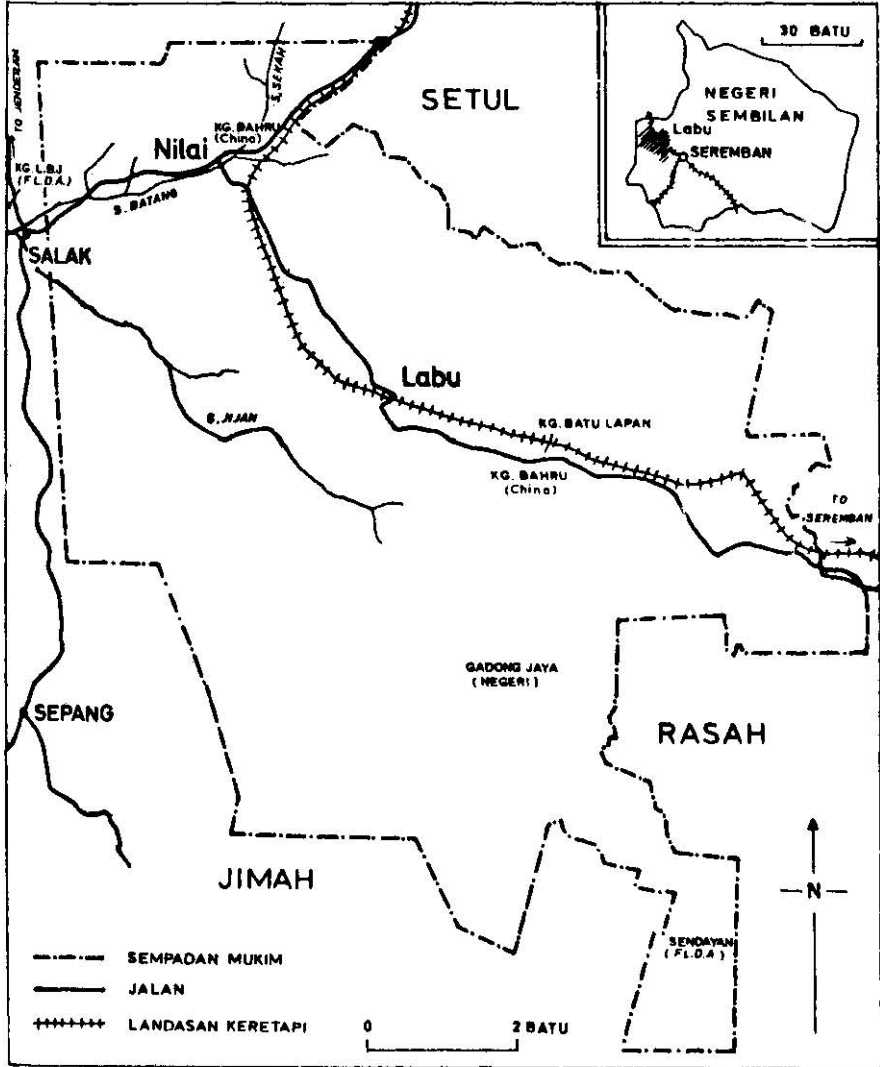 30 BATU
NEGERI
SEMBILAN
Labu
SEREMBAN
TO JENDERAM
S. SEKAH
SETUL
KG. BAHRU
(China)
Nilai
KG. L.B.J
(F.L.D.A.)
S. BATANG
SALAK
Labu
S. JIJAN
KG. BATU LAPAN
KG. BAHRU
(China)
TO
SEREMBAN
GADONG JAYA
(NEGERI)
SEPANG
RASAH
JIMAH
N
SENDAYAN
(F.L.D.A)
SEMPADAN MUKIM
JALAN
LANDASAN KERETAPI
0
2 BATU